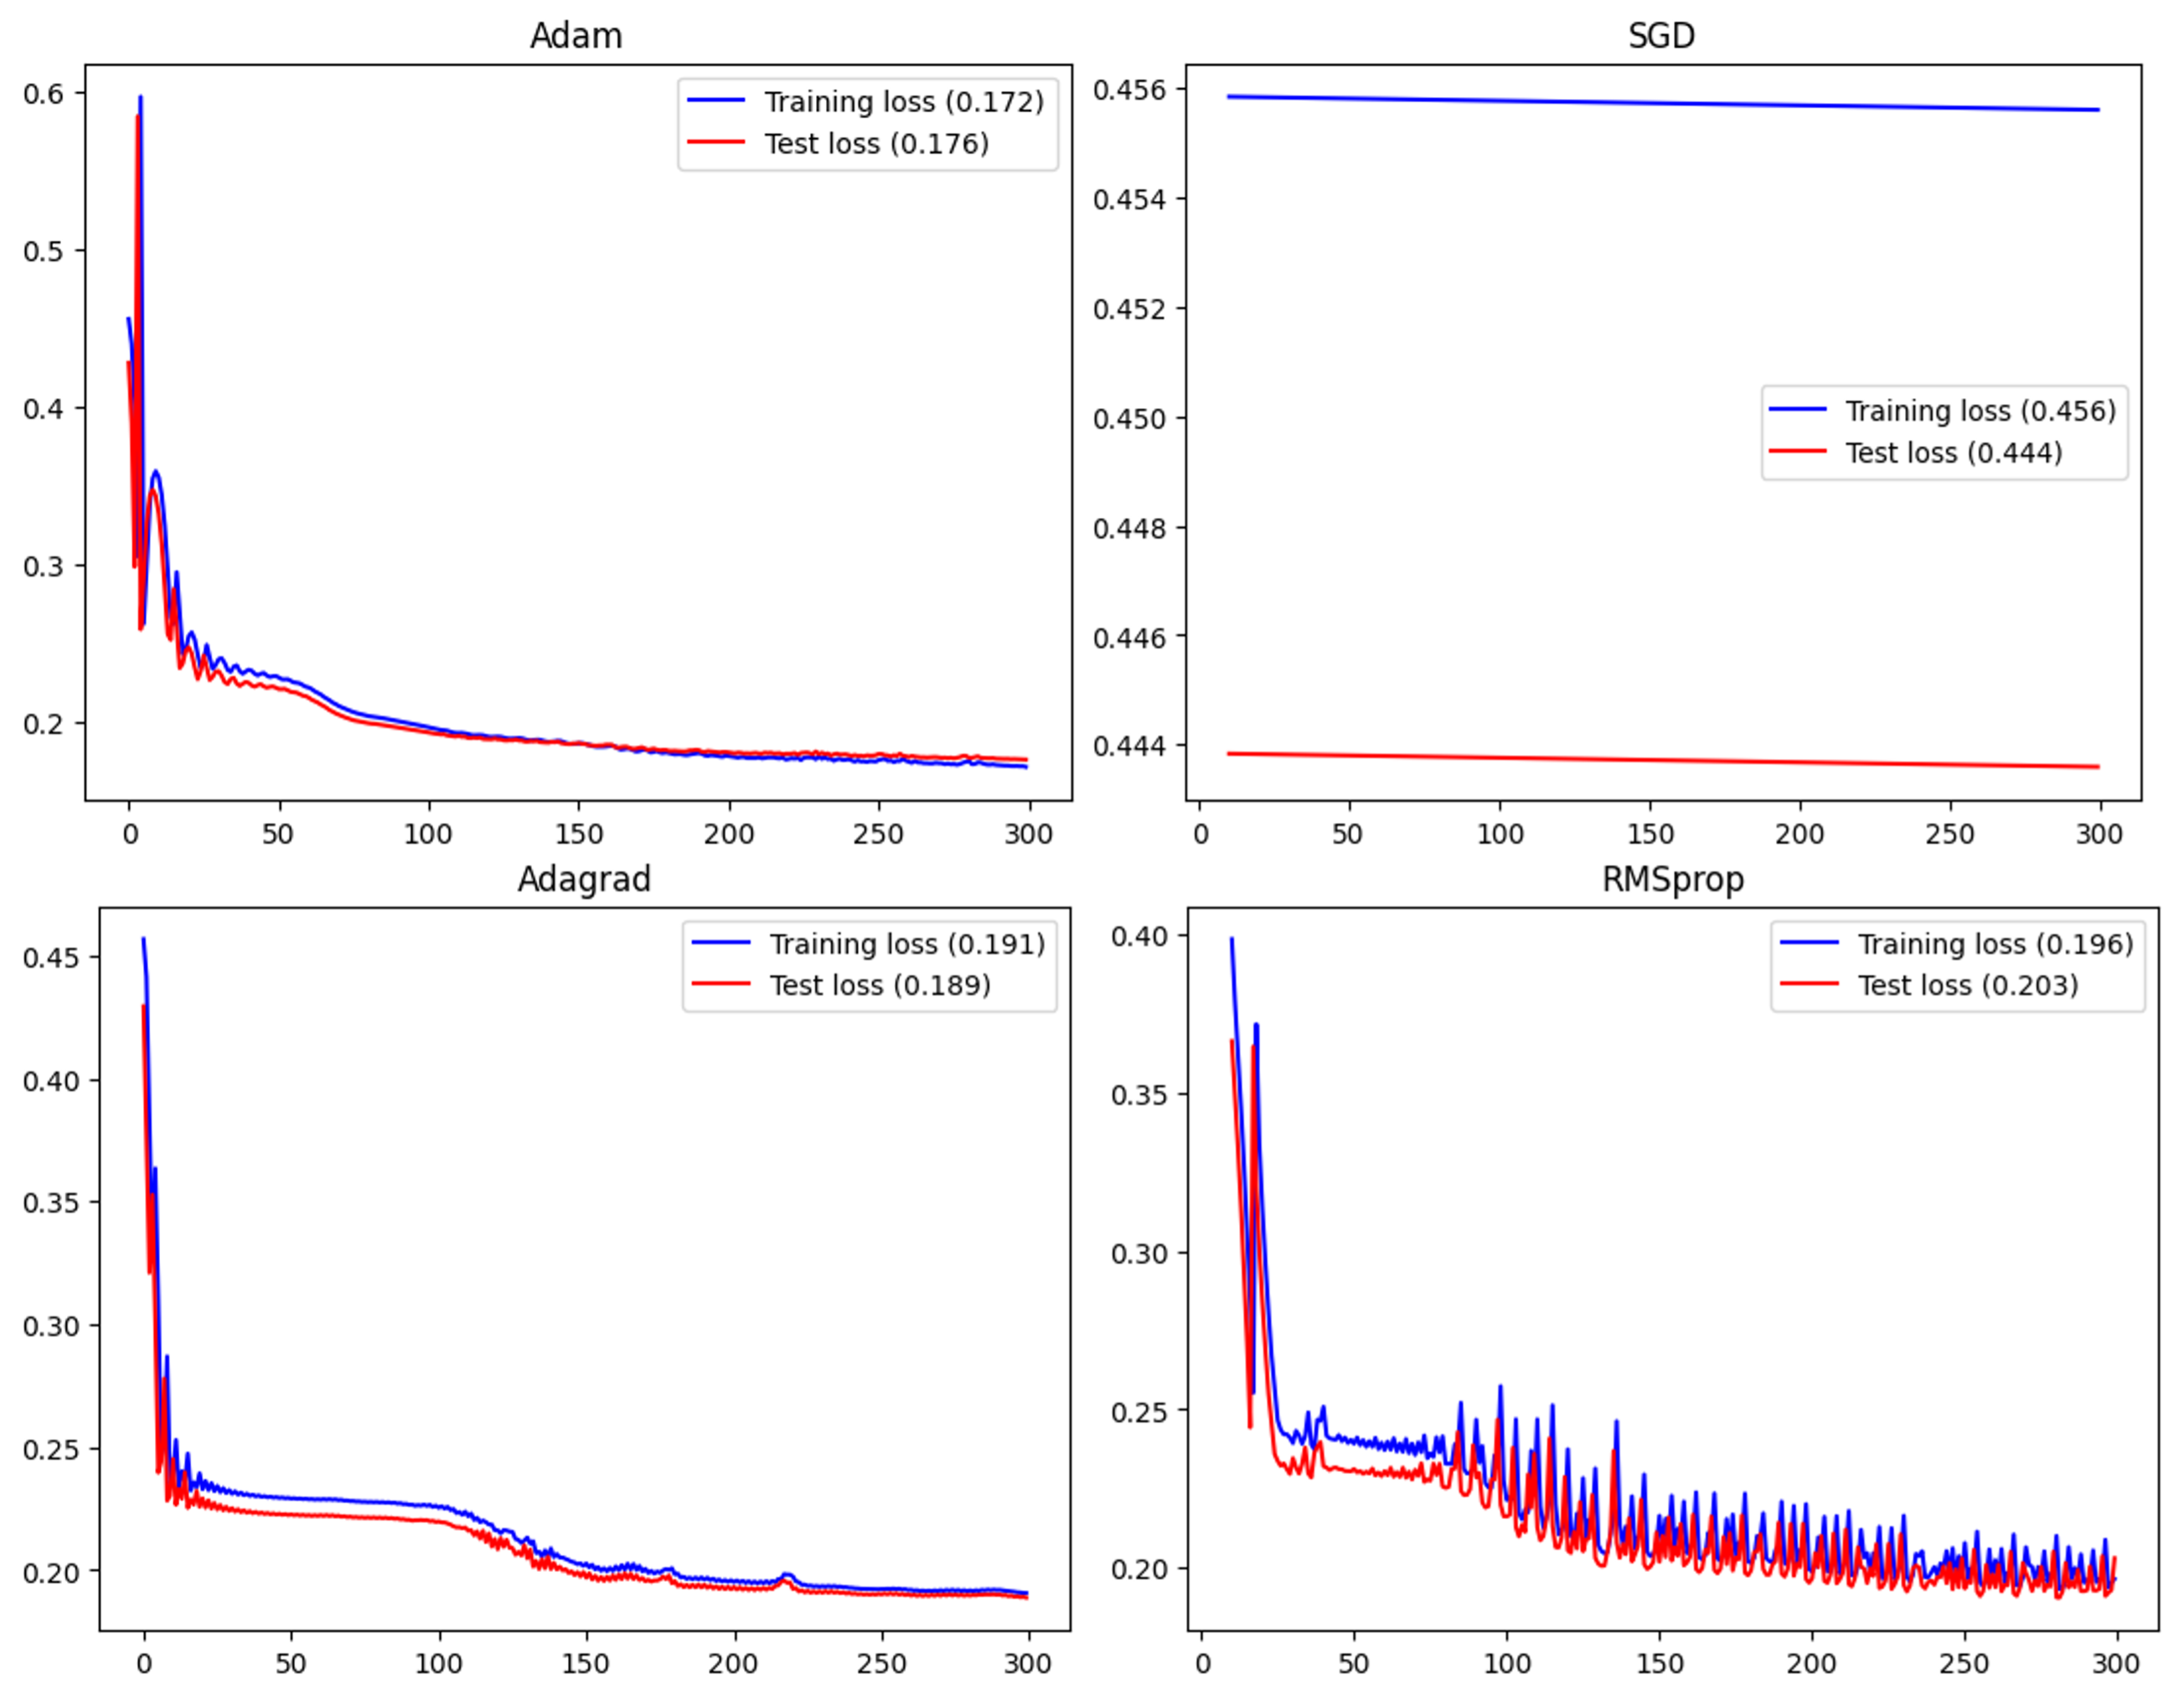 Adam
0.6
0.5
0.4
0.3
0.2
Training loss (0.172)
Test loss (0.176)
0 50 100 150 200 250 300
SGD
0.456
0.454
0.452
0.450
0.448
0.446
0.444
Training loss (0.456)
Test loss (0.444)
0 50 100 150 200 250 300
Adagrad
0.45
0.40
0.35
0.30
0.25
0.20
Training loss (0.191)
Test loss (0.189)
0 50 100 150 200 250 300
RMSprop
0.40
0.35
0.30
0.25
0.20
Training loss (0.196)
Test loss (0.203)
0 50 100 150 200 250 300